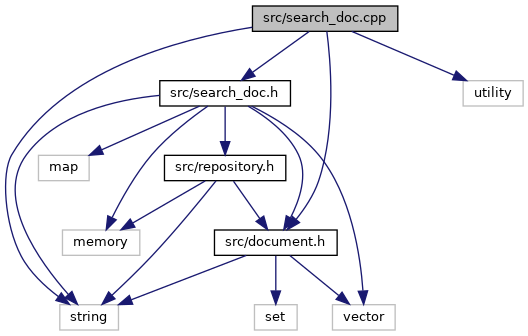 src/search_doc.cpp
src/search_doc.h
utility
map
src/repository.h
memory
src/document.h
string
set
vector